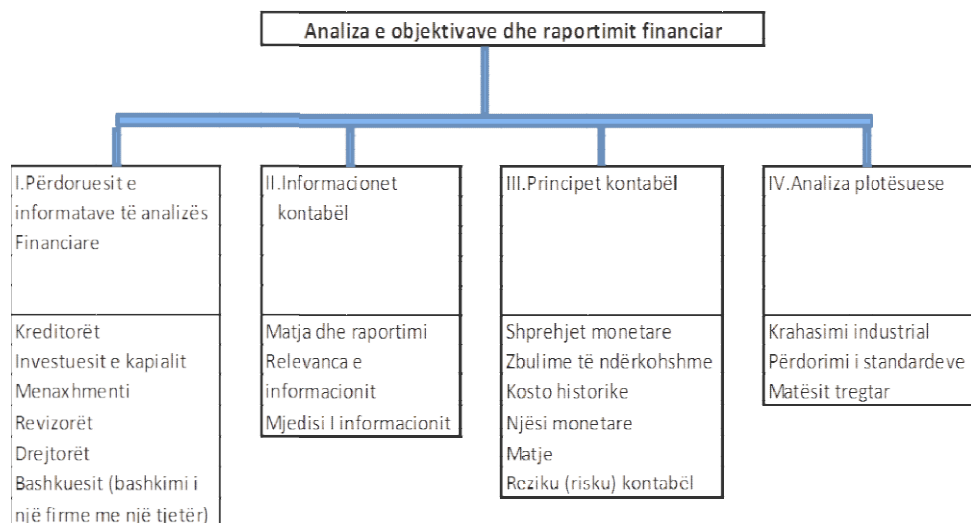 Analiza e objektivave dhe raportimit financiar
I.Përdoruesit e
informatave të analizës
Financiare
Kreditorët
Investuesit e kapialit
Menaxhmenti
Revizorët
Drejtorët
Bashkuesit (bashkimi i
një firme me një tjetër)
II.Informacionet
kontabël
Matja dhe raportimi
Relevanca e
informacionit
Mjedisi I informacionit
III.Principet kontabël
Shprehjet monetare
Zbulime të ndërkohshme
Kosto historike
Njësi monetare
Matje
Reziku (risku) kontabël
IV.Analiza plotësuese
Krahasimi industrial
Përdorimi i standardeve
Matësit tregtar